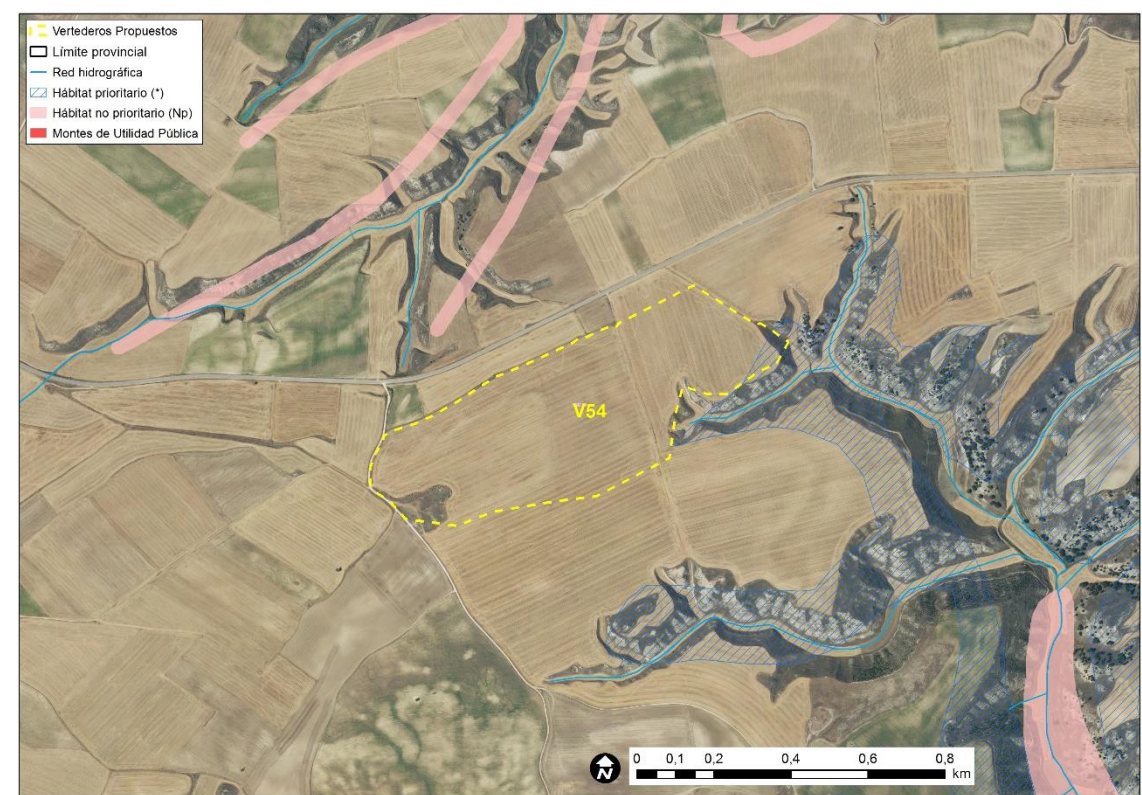 Vertederos Propuestos
Límite provincial
Red hidrográfica
Hábitat prioritario (*)
Hábitat no prioritario (Np)
Montes de Utilidad Pública
V54
N
0 0,1 0,2 0,4 0,6 0,8
km